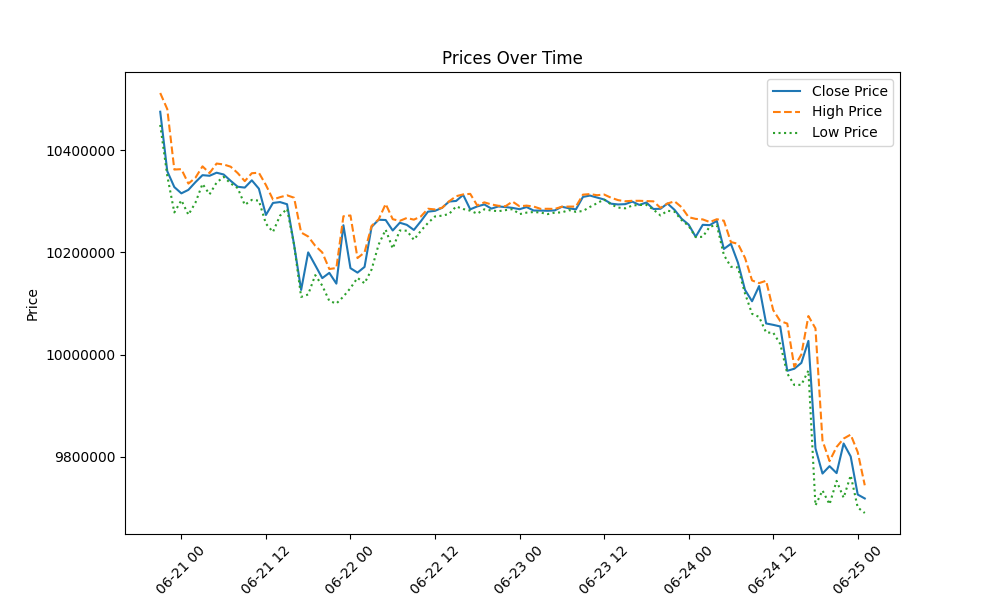 Prices Over Time
Close Price
High Price
Low Price
Price
10400000
10200000
10000000
9800000
06-21 00
06-21 12
06-22 00
06-22 12
06-23 00
06-23 12
06-24 00
06-24 12
06-25 00